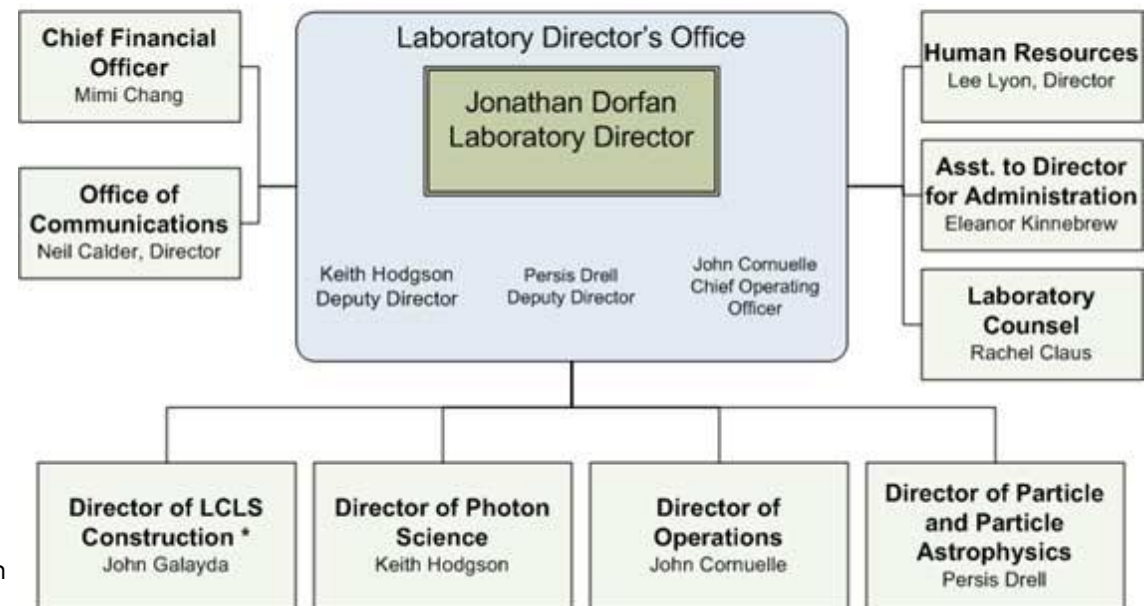 Chief Financial
Officer
Mimi Chang
Office of
Communications
Neil Calder, Director
Laboratory Director's Office
Jonathan Dorfan
Laboratory Director
Keith Hodgson
Deputy Director
Persis Drell
Deputy Director
John Cornuelle
Chief Operating
Officer
Human Resources
Lee Lyon, Director
Asst. to Director
for Administration
Eleanor Kinnebrew
Laboratory
Counsel
Rachel Claus
Director of LCLS
Construction *
John Galayda
Director of Photon
Science
Keith Hodgson
Director of
Operations
John Cornuelle
Director of Particle
and Particle
Astrophysics
Persis Drell